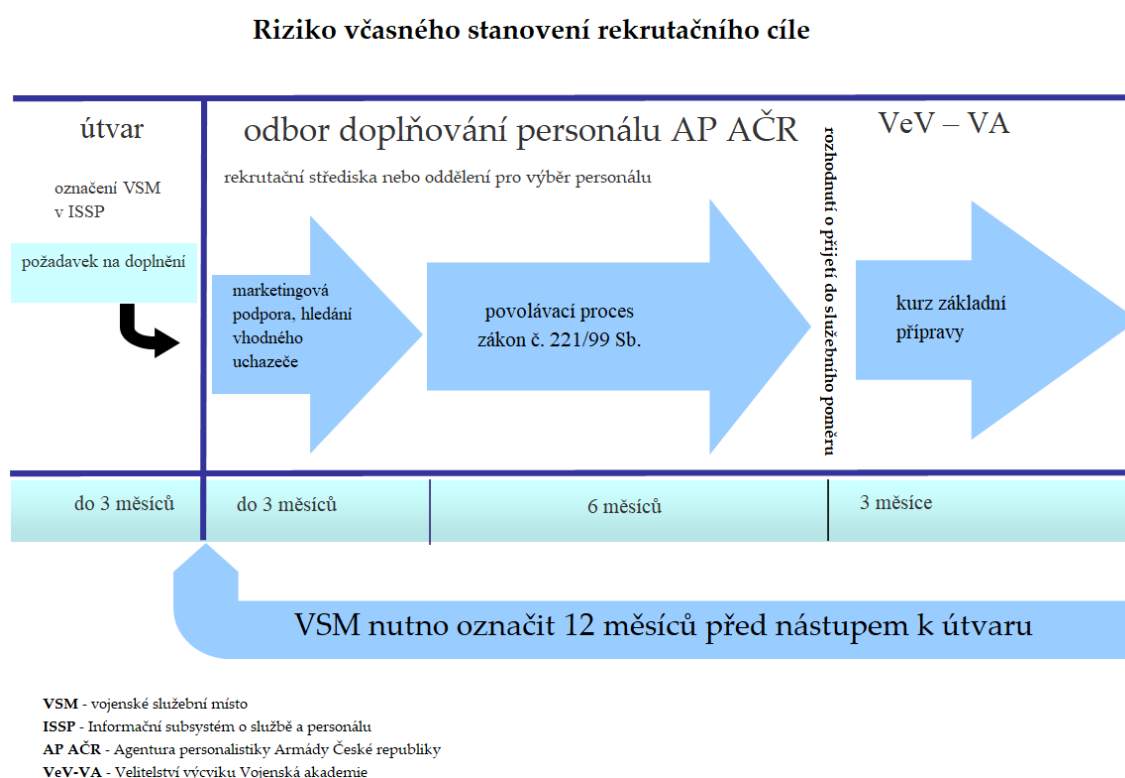 Riziko včasného stanovení rekrutačního cíle
útvar
označení VSM
v ISSP
požadavek na doplnění
odbor doplňování personálu AP AČR
rekrutační střediska nebo oddělení pro výběr personálu
marketingová
podpora, hledání
vhodného
uchazeče
povolávací proces
zákon č. 221/99 Sb.
rozhodnutí o přijetí do služebního poměru
VeV – VA
kurz základní
přípravy
do 3 měsíců
do 3 měsíců
6 měsíců
3 měsíce
VSM nutno označit 12 měsíců před nástupem k útvaru
VSM - vojenské služební místo
ISSP - Informační subsystém o službě a personálu
AP AČR - Agentura personalistiky Armády České republiky
VeV-VA - Velitelství výcviku Vojenská akademie